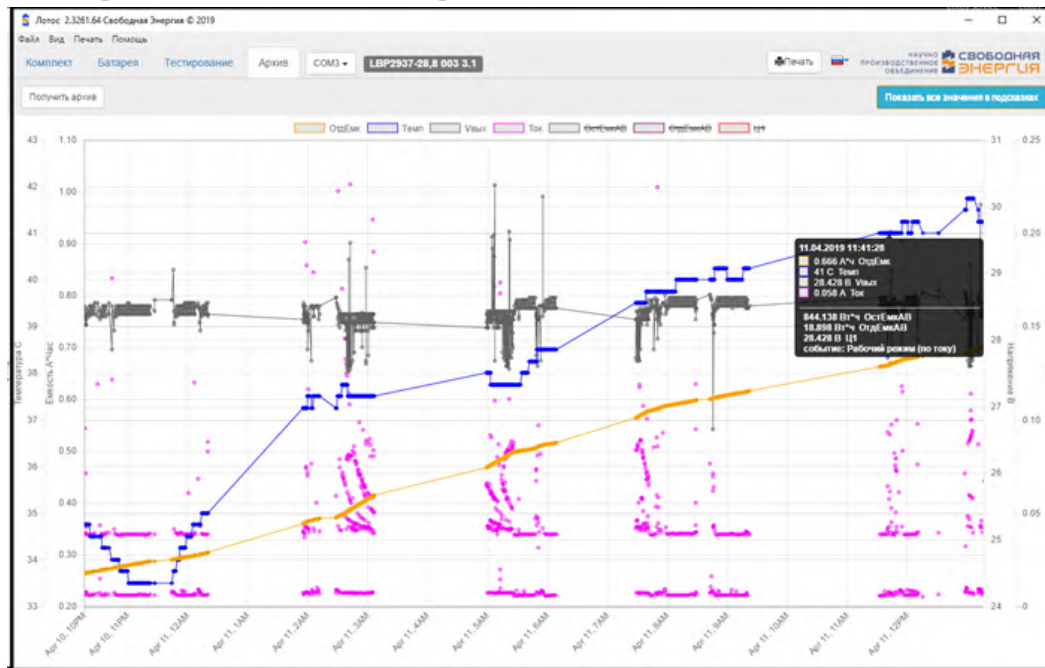 Лотос 2.3261.64 Свободная Энергия © 2019
Файл Вид Печать Помощь
Комплект Батарея Тестирование Архив COM3 LBP2937-28,8 003 3.1 Печать
НАУЧНО ПРОИЗВОДСТВЕННОЕ ОБЪЕДИНЕНИЕ СВОБОДНАЯ ЭНЕРГИЯ
Получить архив Показать все значения в подсказках
ОтдЕмк Темп Vвых Ток ОстЕмкАВ ОтдЕмкАВ Ц1
43 1.10 31 0.25
42 1.00 30
41 0.90 0.20
40 0.80 29
39 0.70 28 0.15
38 0.60
37 0.50 27 0.10
36 0.40 26
35 0.30 25 0.05
34
33 0.20 24 0
Температура С
Емкость А*Час
Напряжение В
11.04.2019 11:41:28
0.666 А*ч ОтдЕмк
41 С Темп
28.428 В Vвых
0.058 А Ток
844.138 Вт*ч ОстЕмкАВ
18.898 Вт*ч ОтдЕмкАВ
28.428 В Ц1
событие: Рабочий режим (по току)
Apr 10, 10PM
Apr 10, 11PM
Apr 11, 12AM
Apr 11, 1AM
Apr 11, 2AM
Apr 11, 3AM
Apr 11, 4AM
Apr 11, 5AM
Apr 11, 6AM
Apr 11, 7AM
Apr 11, 8AM
Apr 11, 9AM
Apr 11, 10AM
Apr 11, 11AM
Apr 11, 12PM